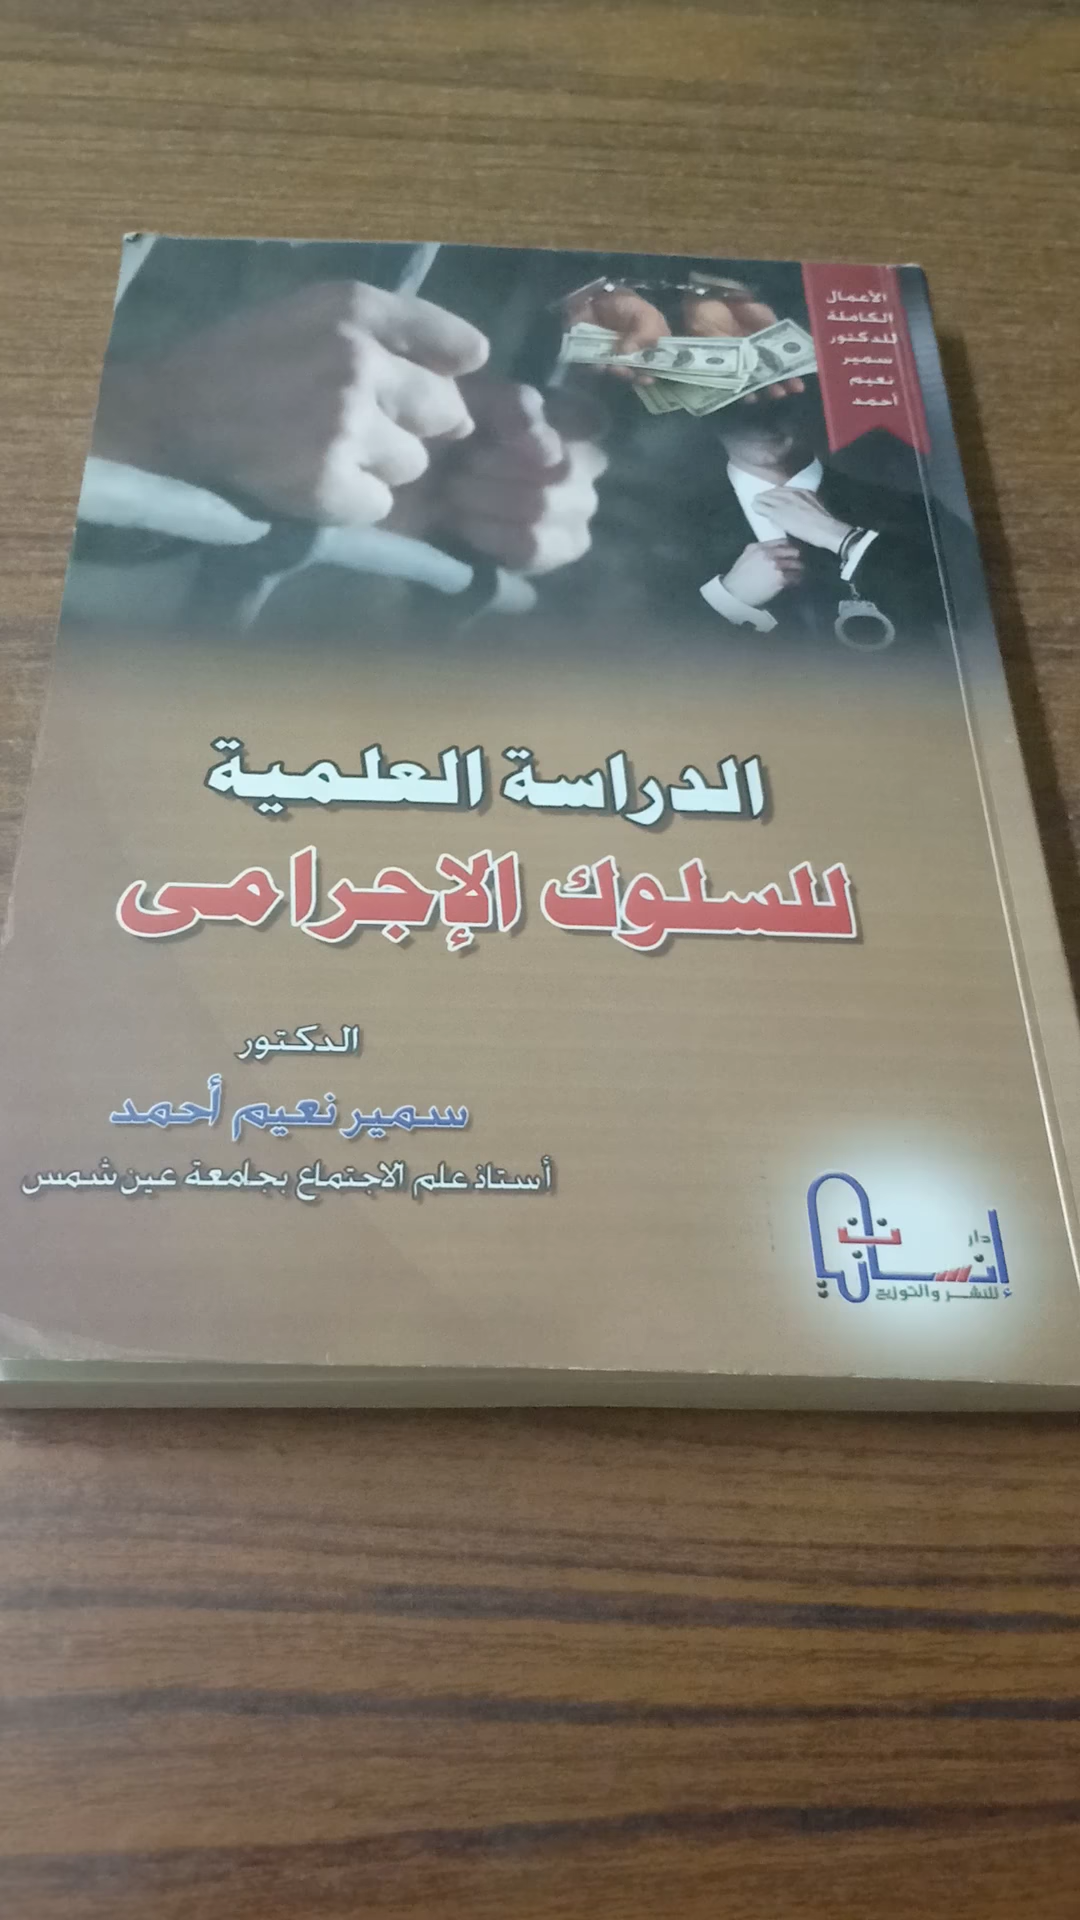 الأعمال
الكاملة
للدكتور
سمير
نعيم
أحمد
الدراسة العلمية
للسلوك الإجرامى
الدكتور
سمير نعيم أحمد
أستاذ علم الاجتماع بجامعة عين شمس
دار
إنسانيات
للنشر والتوزيع